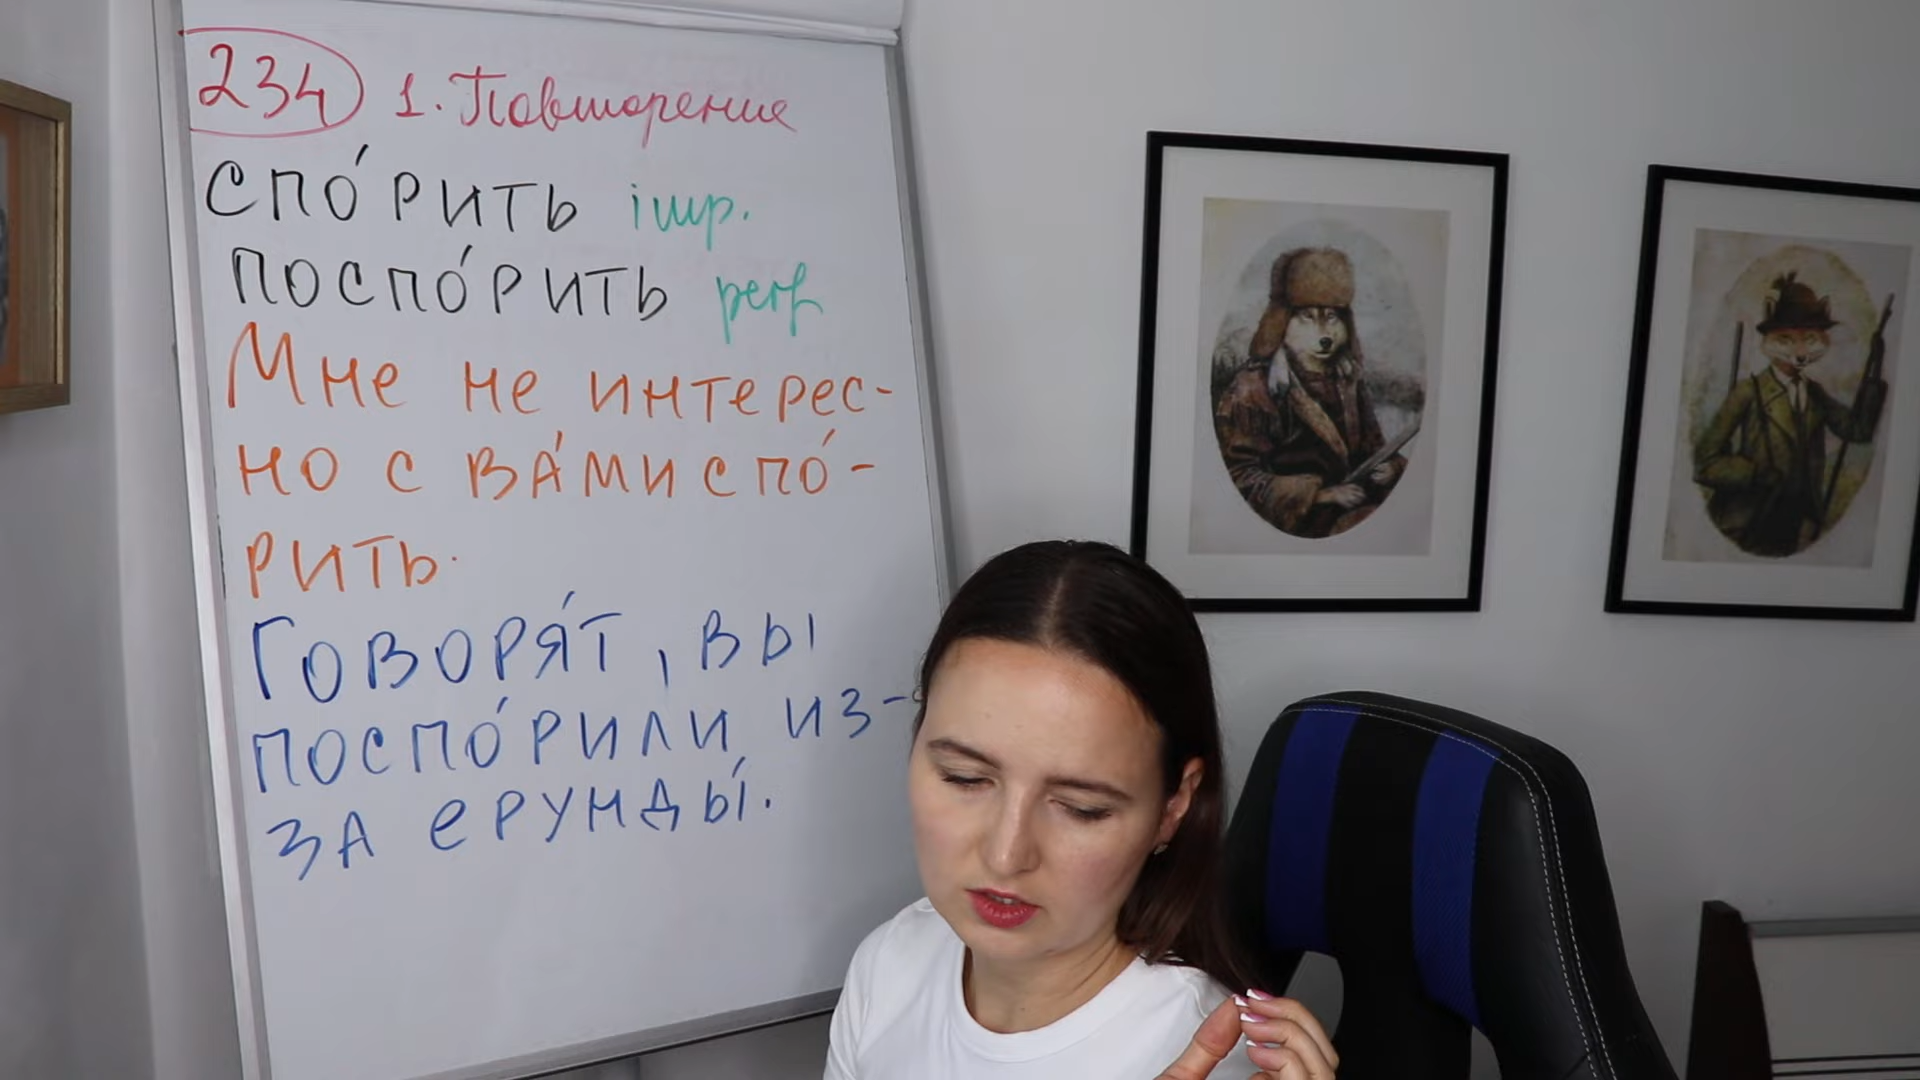 234 1. Повторение
СПО́РИТЬ imp.
ПОСПО́РИТЬ perf
Мне не интерес-
но с ва́ми спо́-
рить.
Говоря́т, вы
поспо́рили из-
за ерунды́.